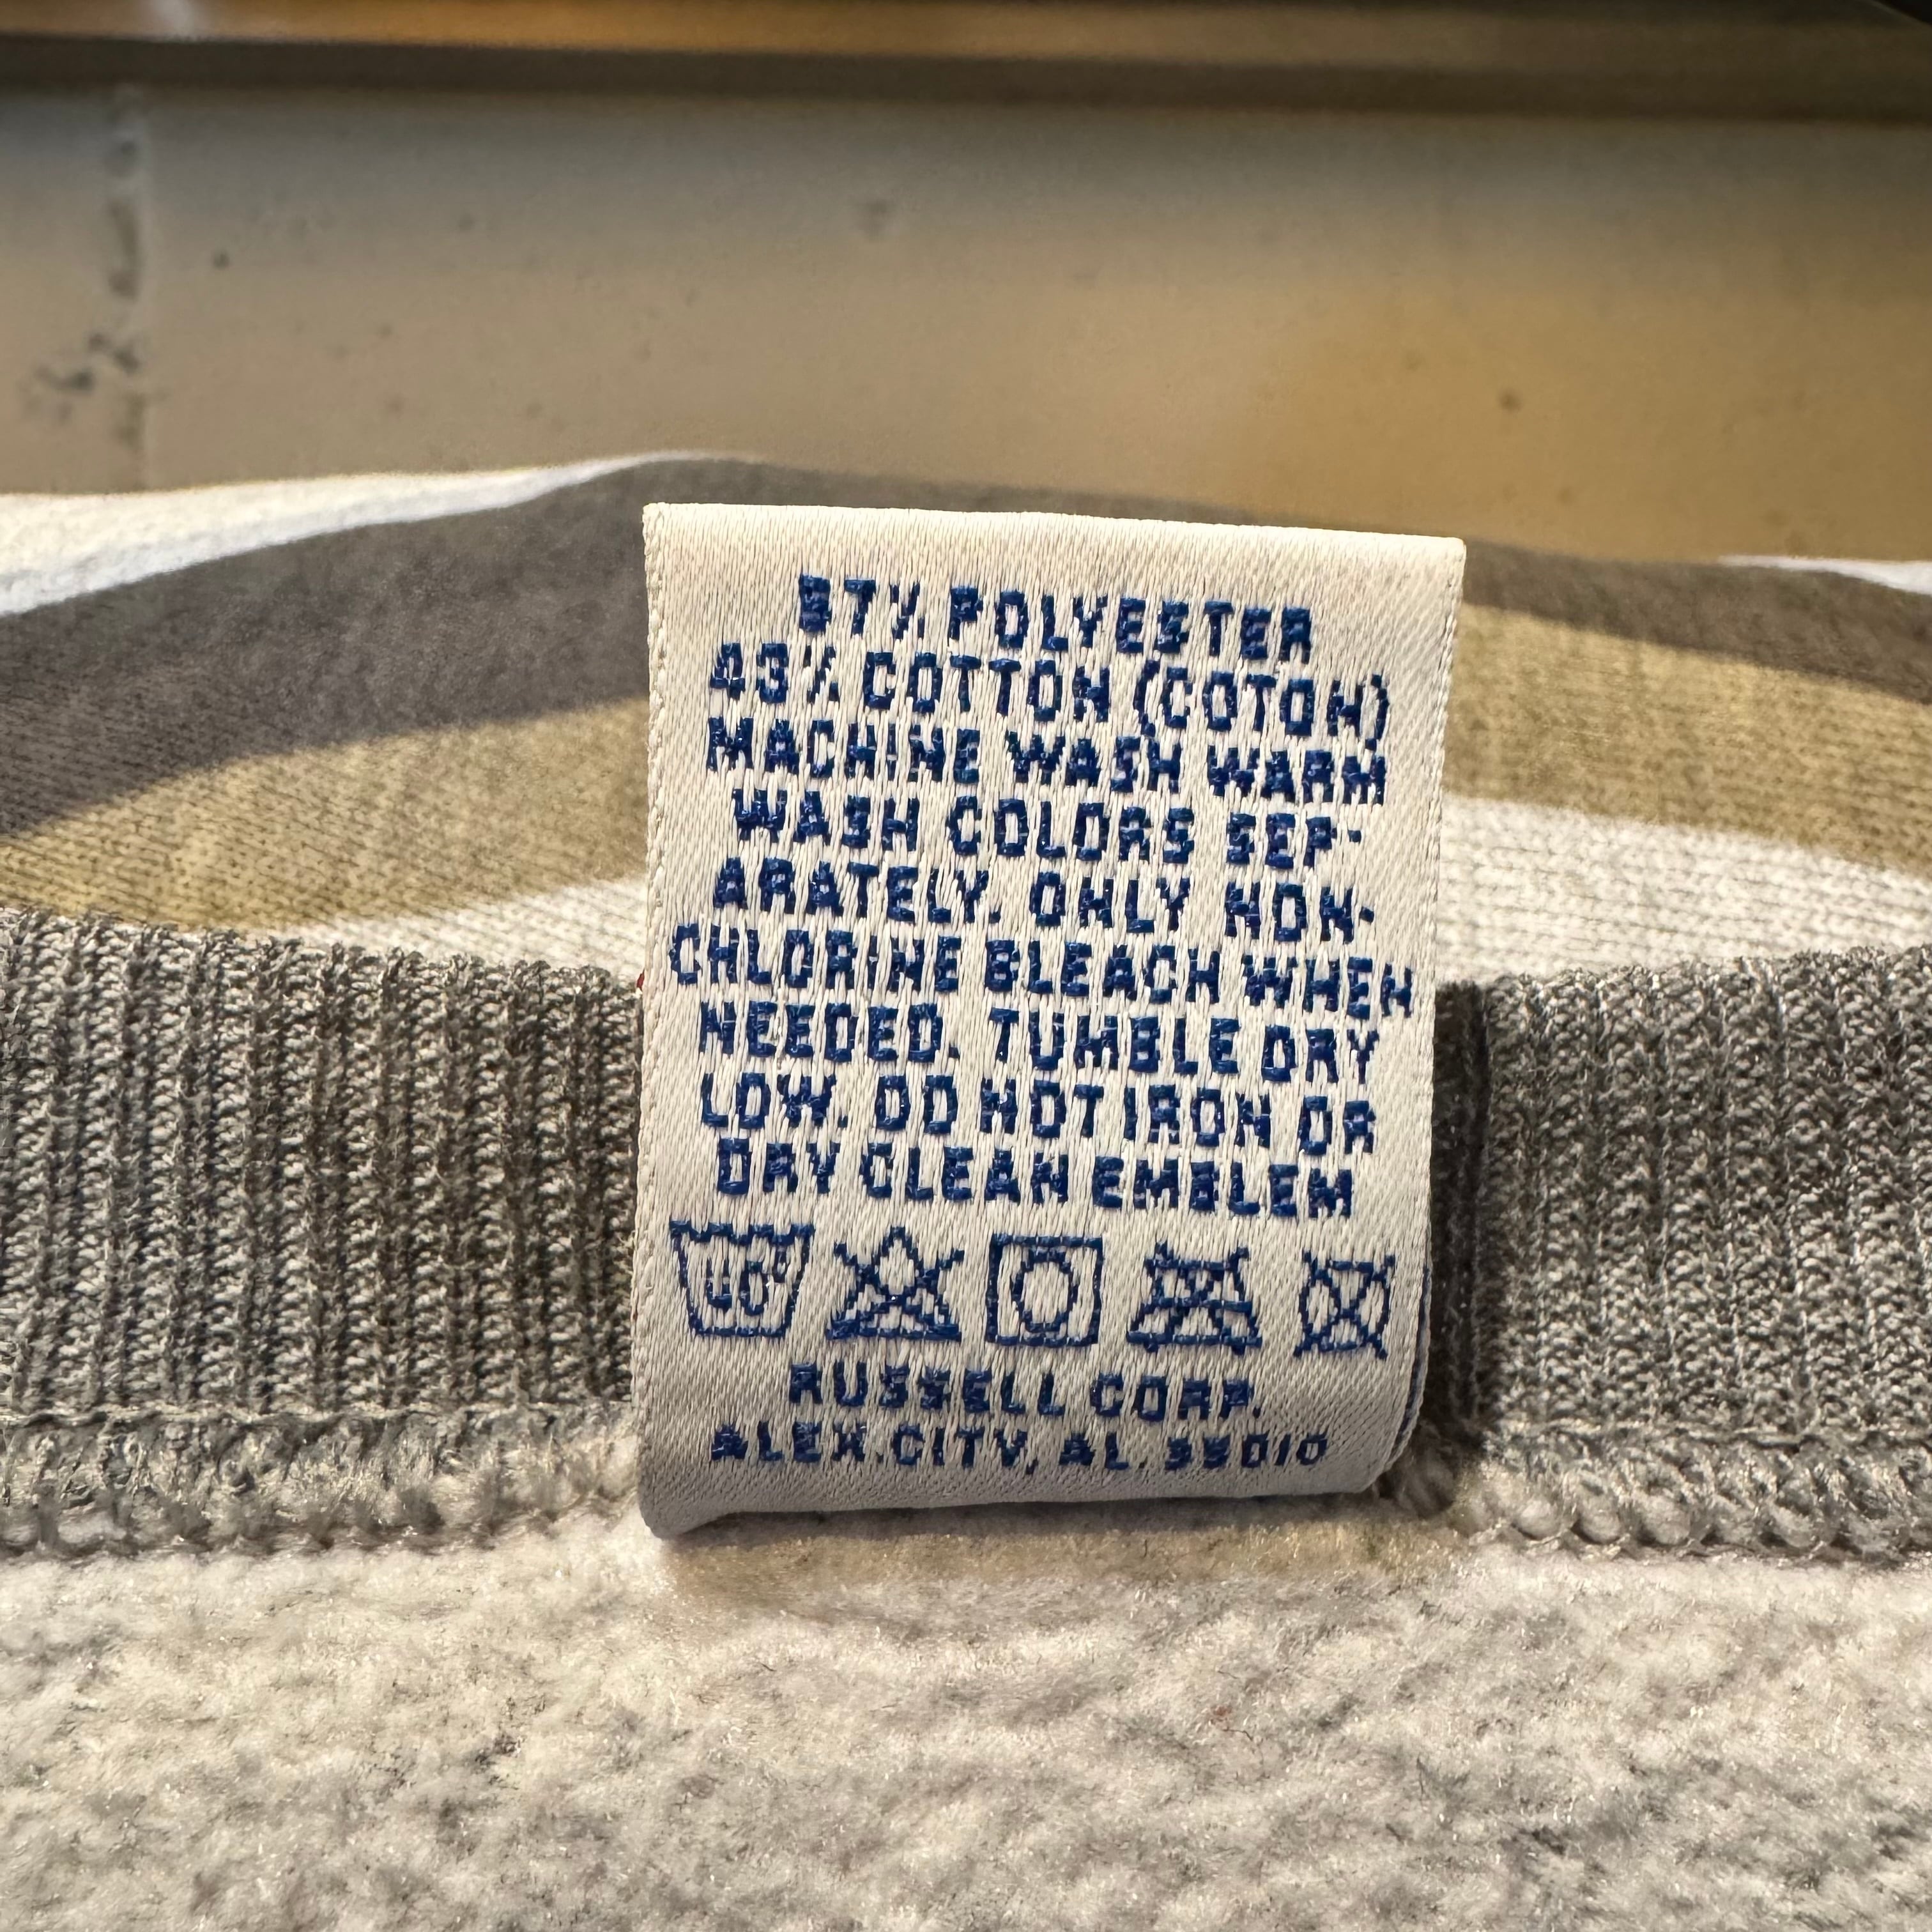 57% POLYESTER
43% COTTON (COTON)
MACHINE WASH WARM
WASH COLORS SEP-
ARATELY. ONLY NON-
CHLORINE BLEACH WHEN
NEEDED. TUMBLE DRY
LOW. DO NOT IRON OR
DRY CLEAN EMBLEM
40°
RUSSELL CORP.
ALEX.CITY, AL. 35010